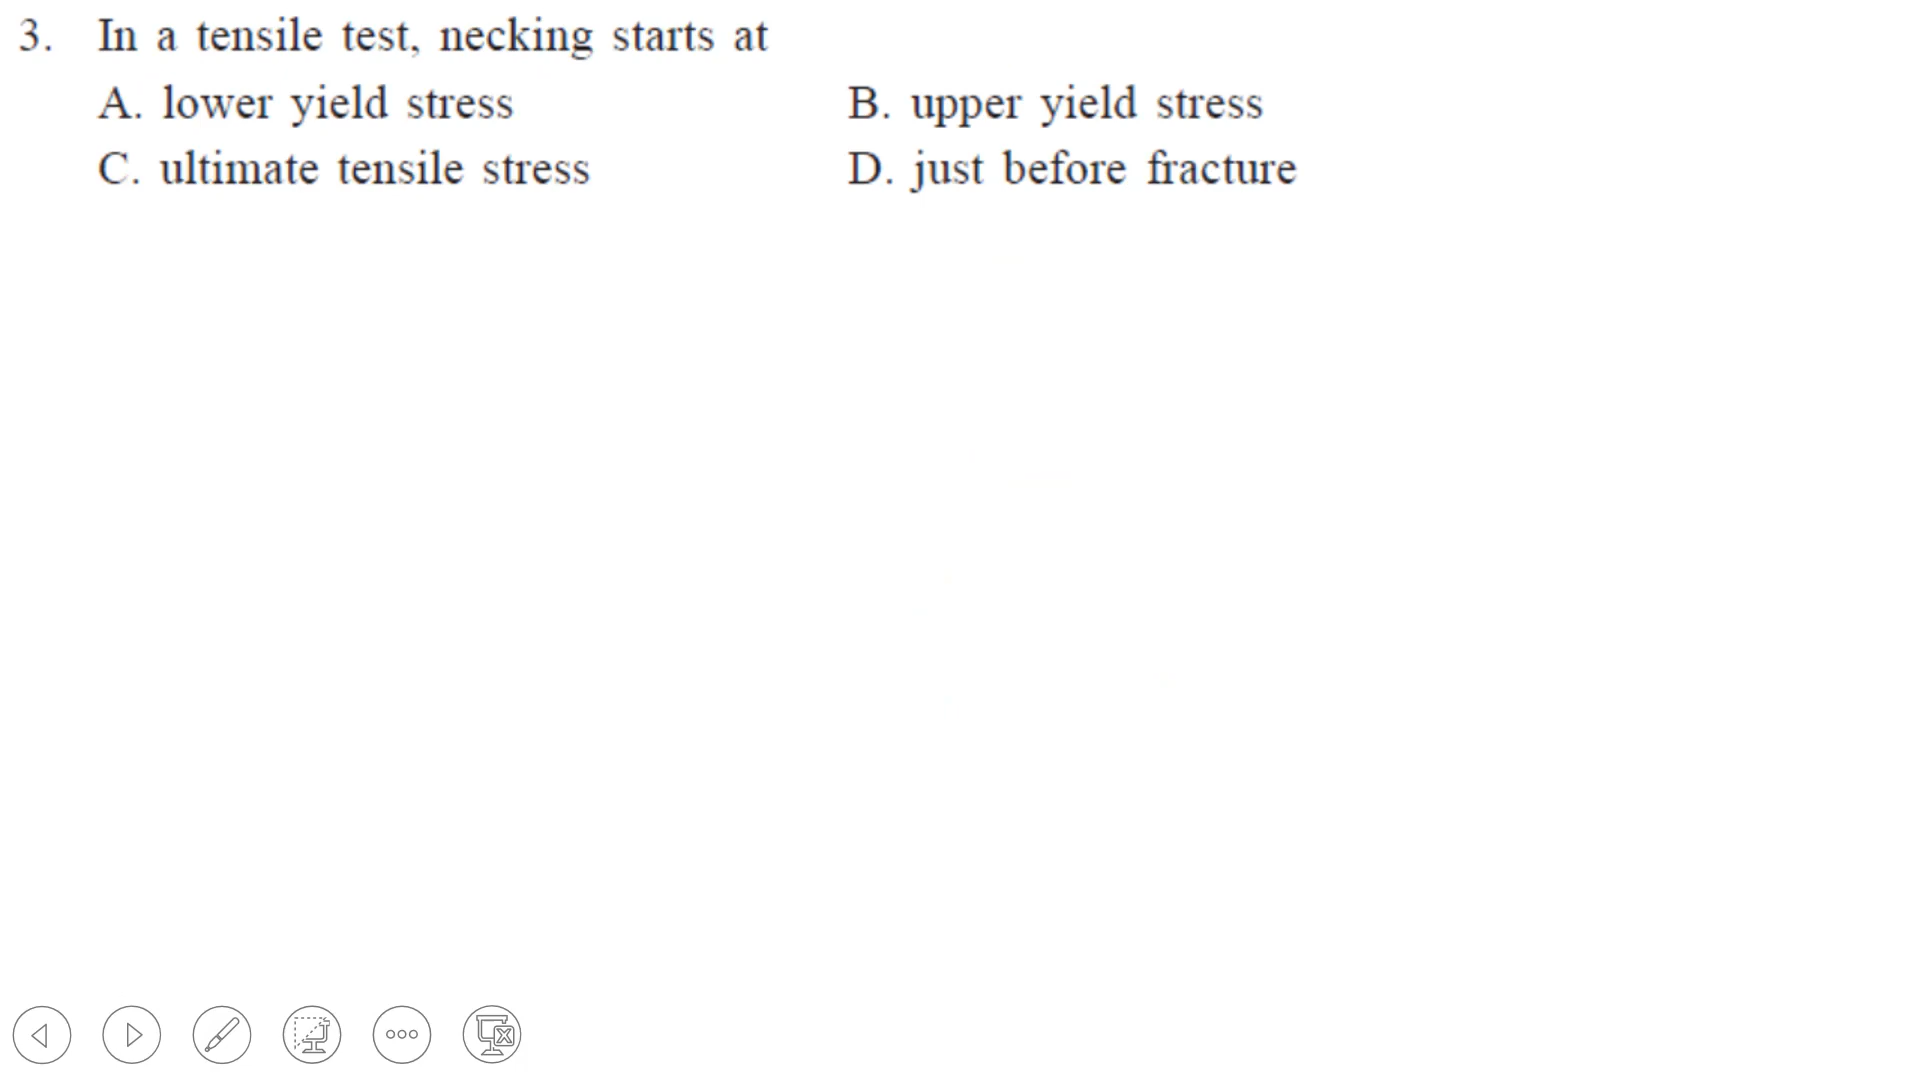 3. In a tensile test, necking starts at
A. lower yield stress B. upper yield stress
C. ultimate tensile stress D. just before fracture